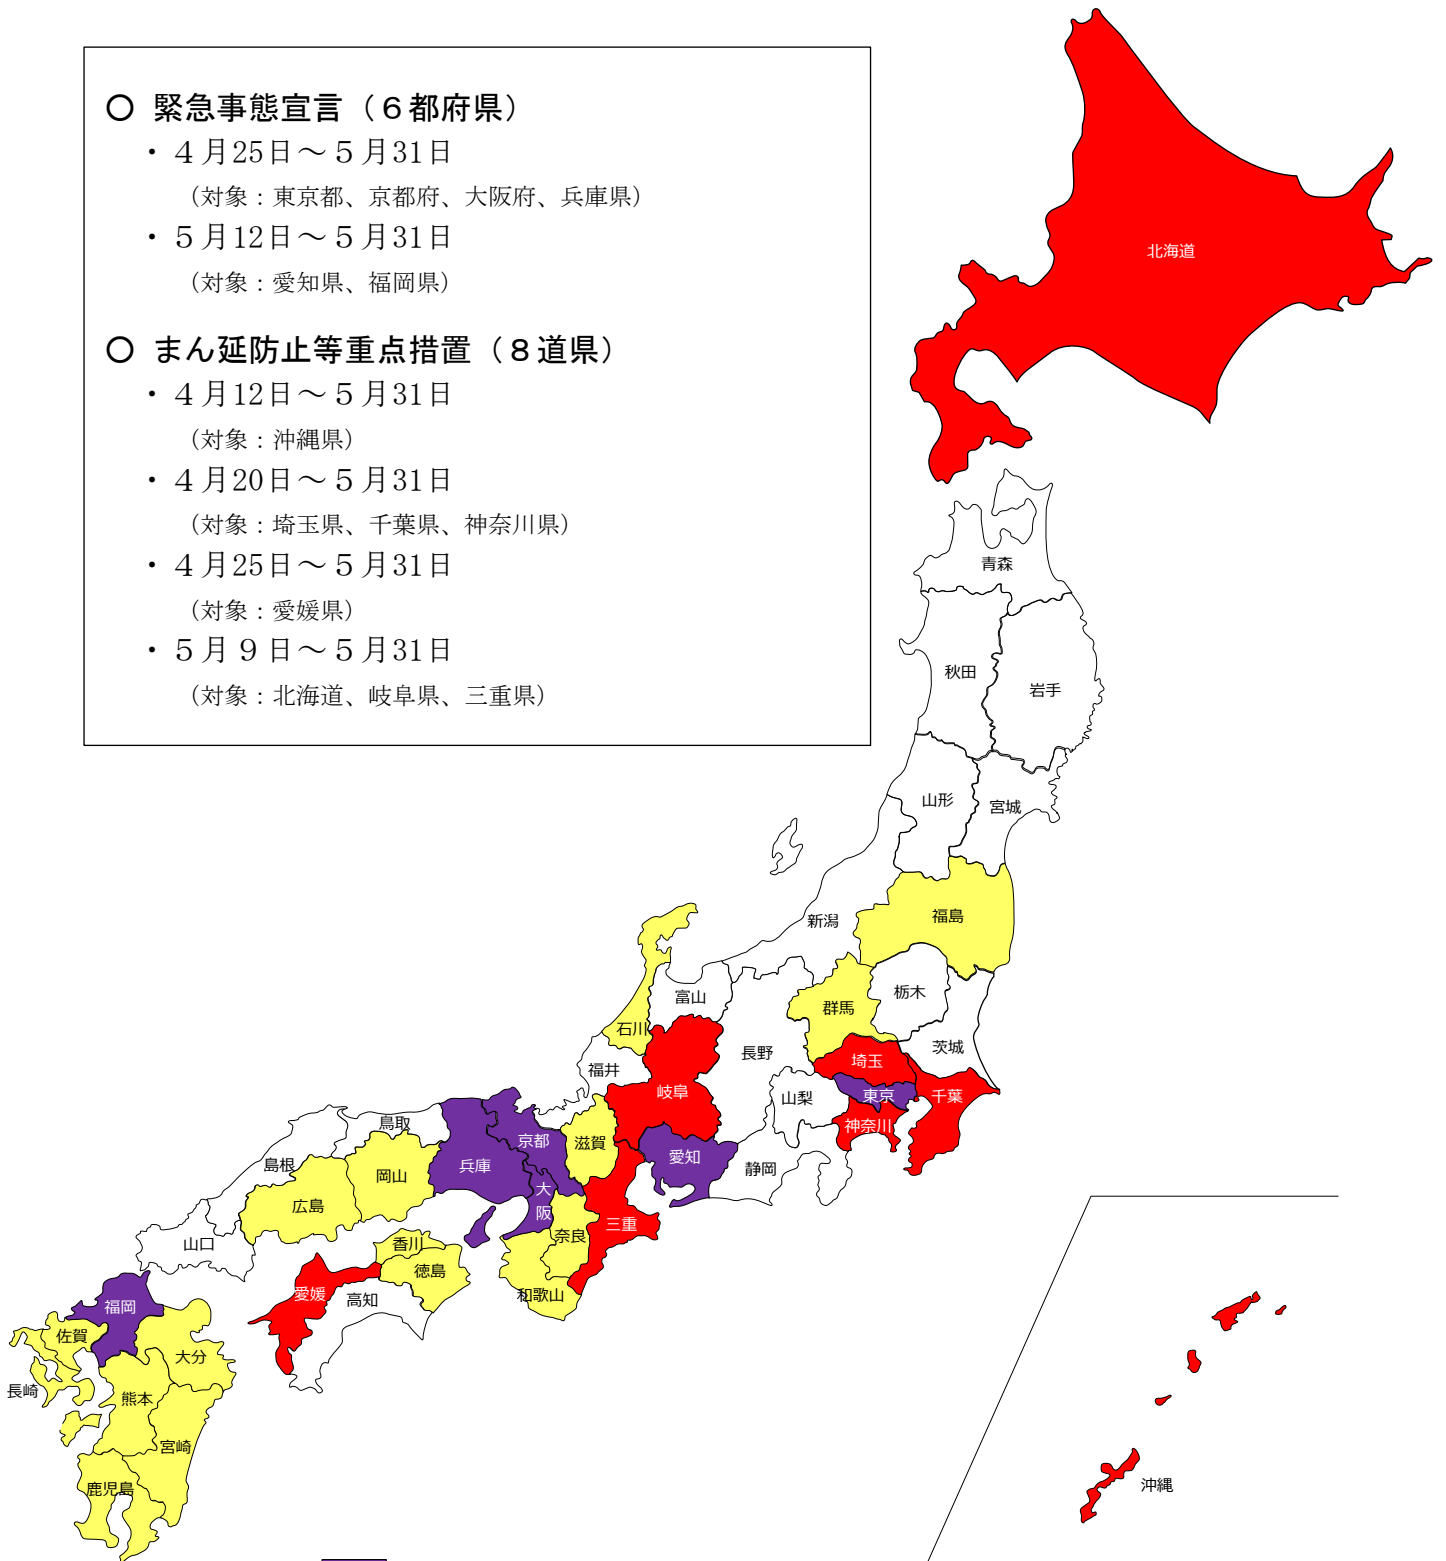 ○ 緊急事態宣言（６都府県）
・４月25日～５月31日
（対象：東京都、京都府、大阪府、兵庫県）
・５月12日～５月31日
（対象：愛知県、福岡県）
○ まん延防止等重点措置（８道県）
・４月12日～５月31日
（対象：沖縄県）
・４月20日～５月31日
（対象：埼玉県、千葉県、神奈川県）
・４月25日～５月31日
（対象：愛媛県）
・５月９日～５月31日
（対象：北海道、岐阜県、三重県）
北海道
青森
秋田
岩手
山形
宮城
新潟
福島
富山
石川
群馬
栃木
茨城
長野
福井
埼玉
岐阜
東京
千葉
山梨
神奈川
鳥取
京都
滋賀
愛知
静岡
島根
岡山
兵庫
大阪
広島
三重
奈良
山口
香川
徳島
和歌山
愛媛
高知
福岡
佐賀
大分
長崎
熊本
宮崎
鹿児島
沖縄